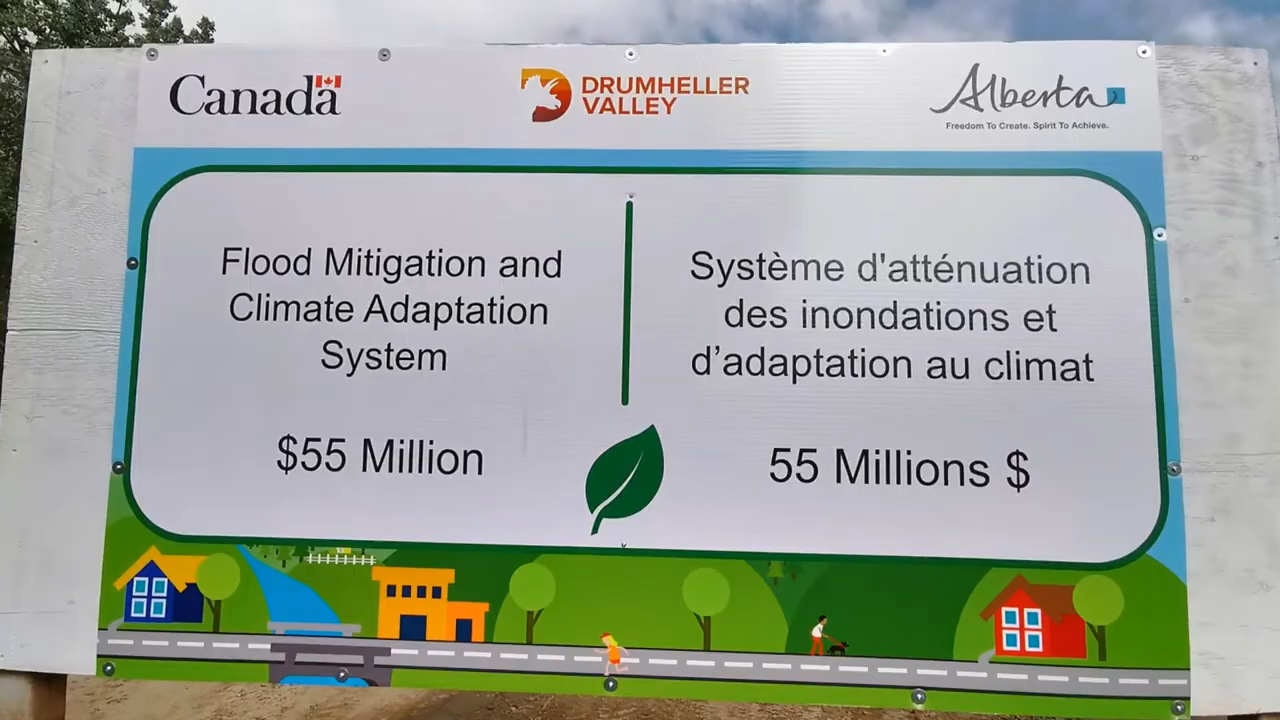 Canada
DRUMHELLER
VALLEY
Alberta
Freedom To Create. Spirit To Achieve.
Flood Mitigation and
Climate Adaptation
System
$55 Million
Système d'atténuation
des inondations et
d’adaptation au climat
55 Millions $